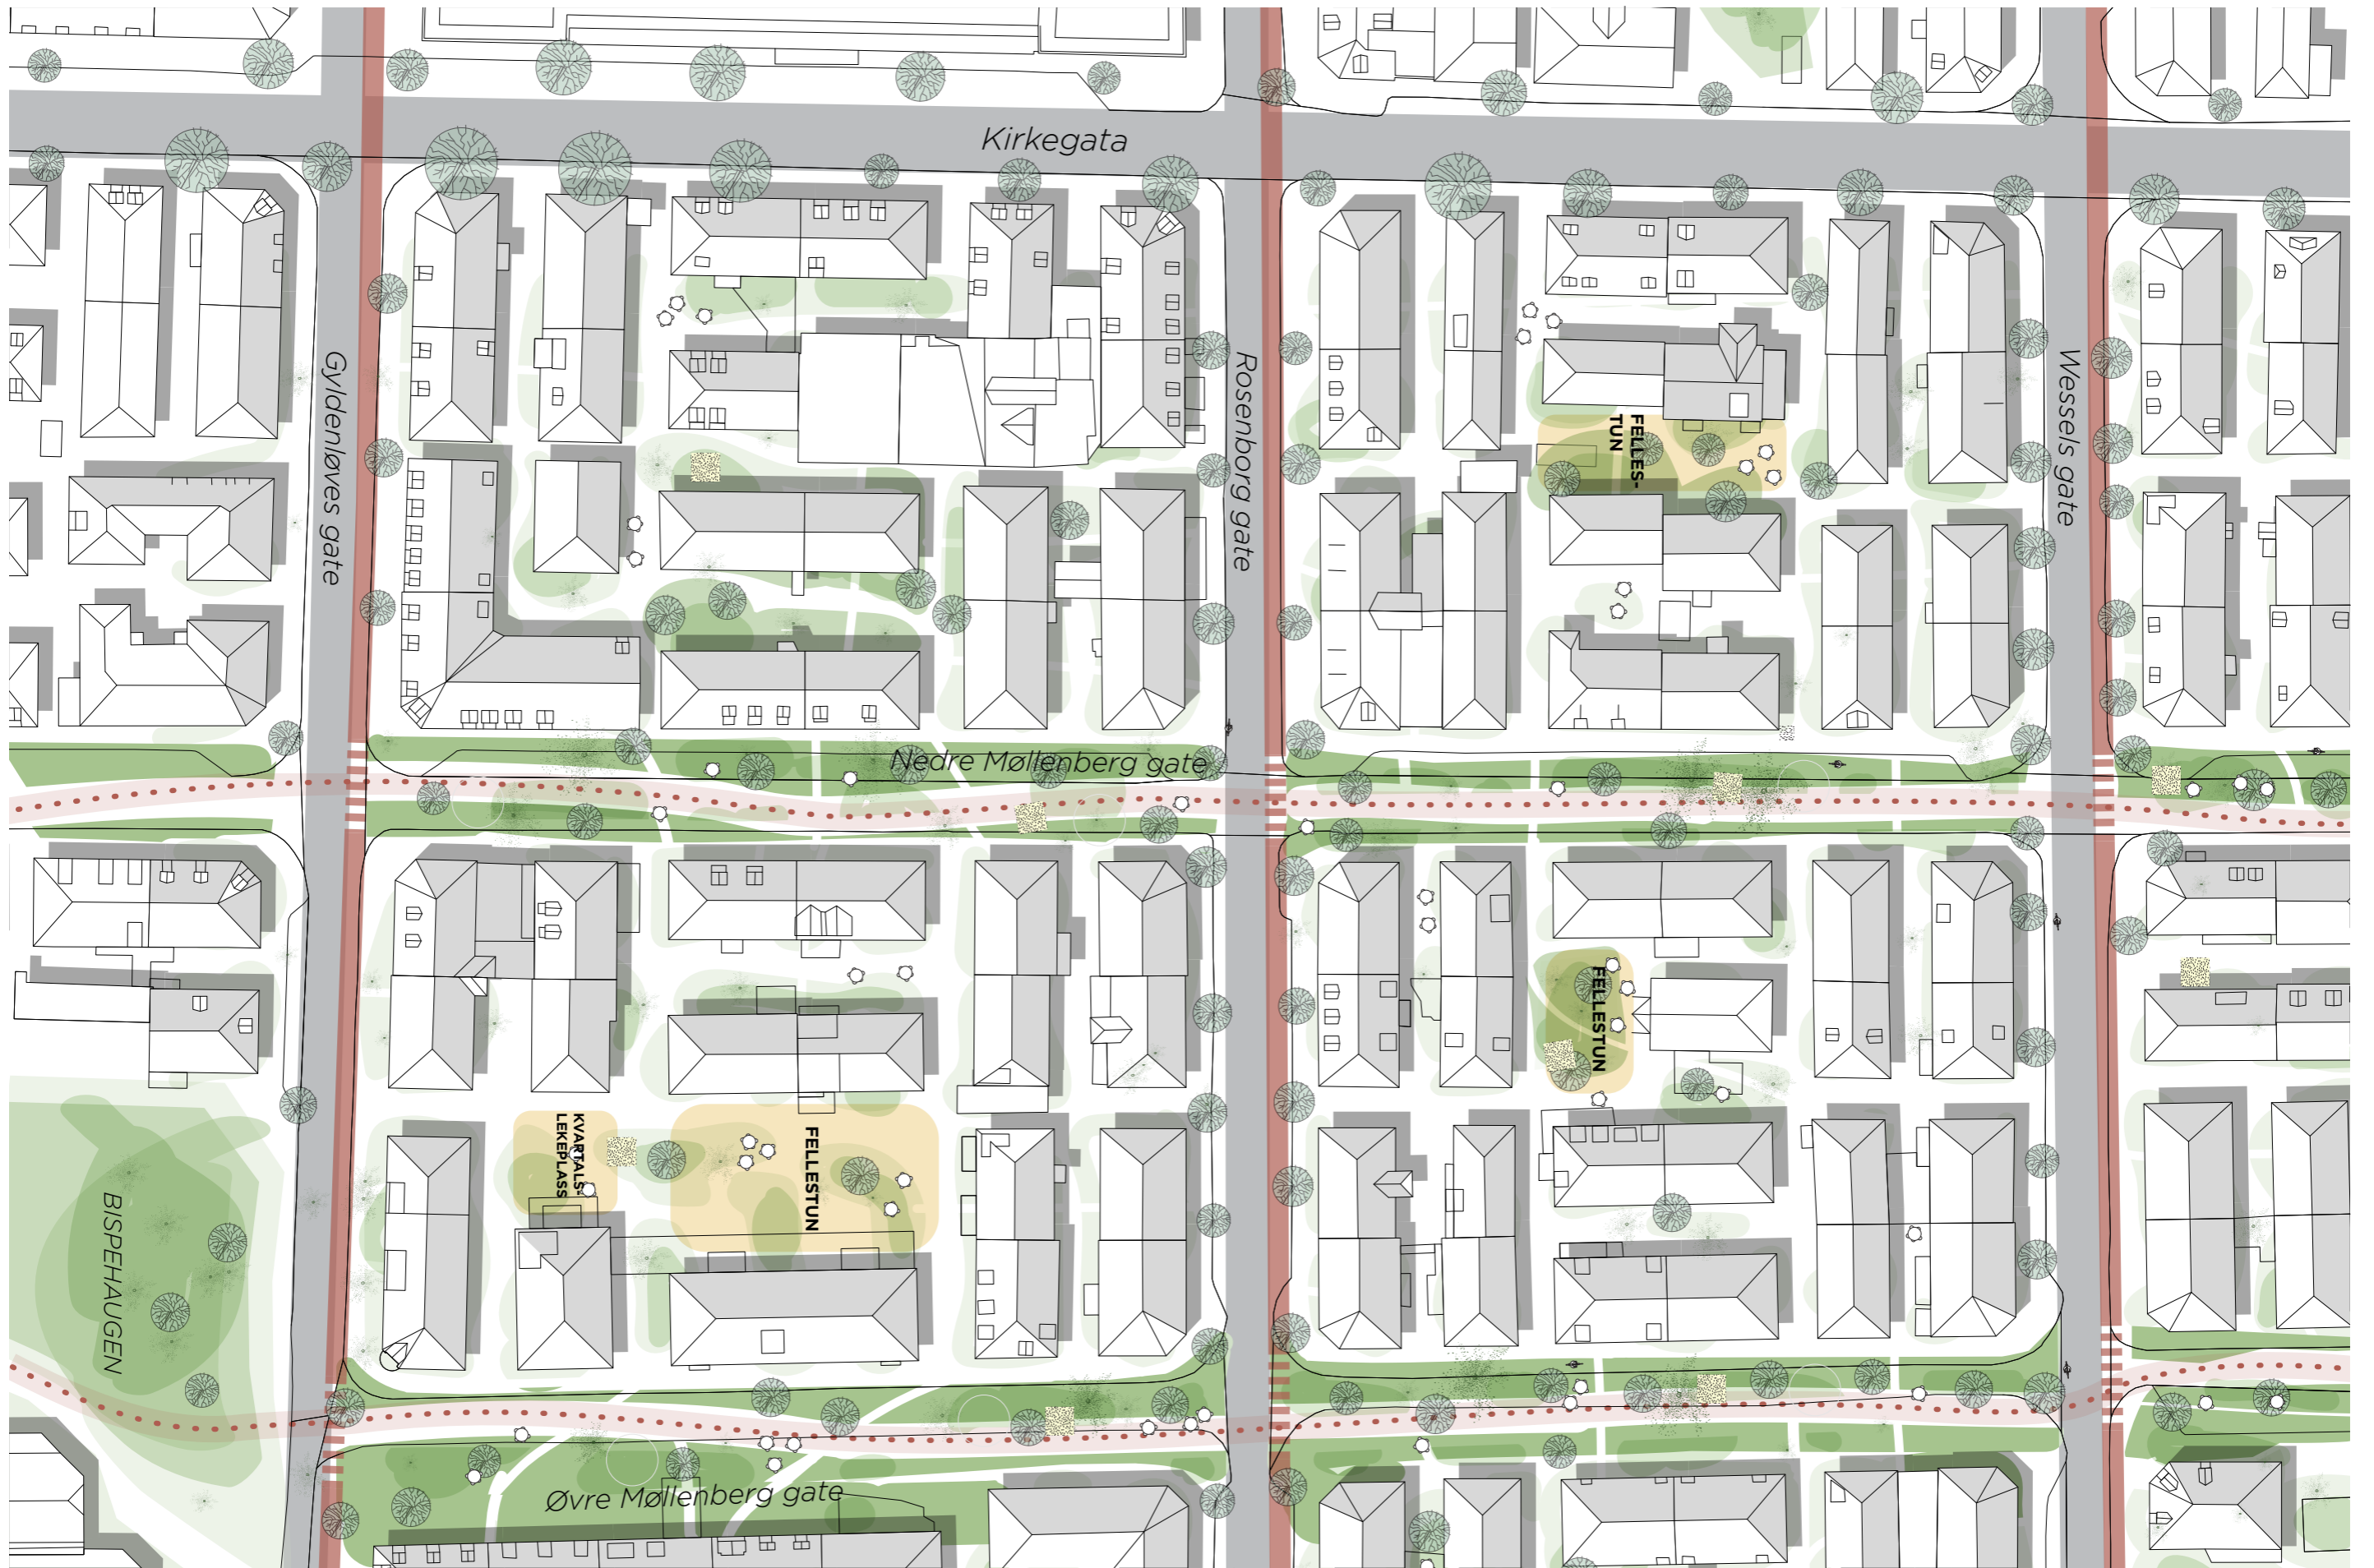 Kirkegata
Gyldenløves gate
Rosenborg gate
Wessels gate
FELLES-
TUN
Nedre Møllenberg gate
FELLESTUN
KVARTALS-
LEKEPLASS
FELLESTUN
BISPEHAUGEN
Øvre Møllenberg gate